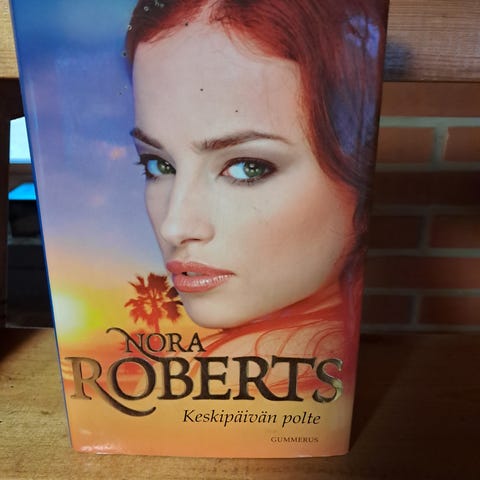 NORA
ROBERTS
Keskipäivän polte
GUMMERUS